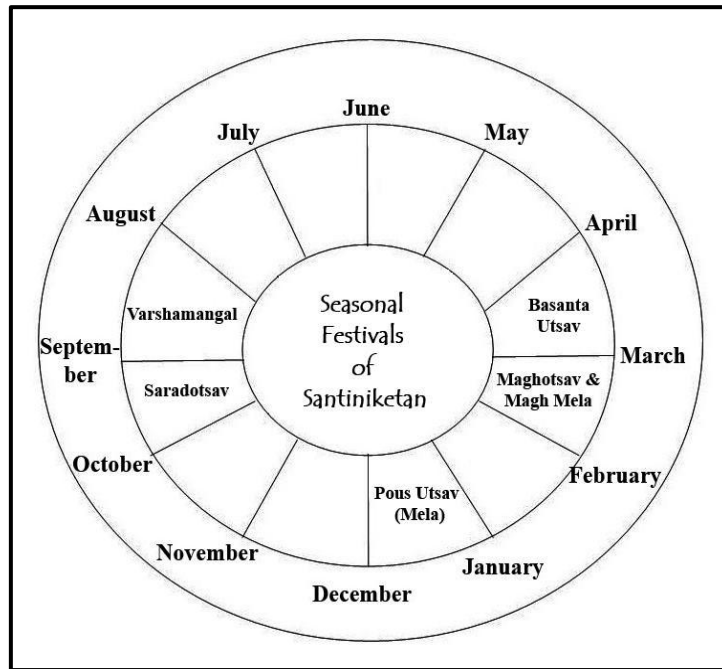 June
July
May
August
April
Varshamangal
Basanta
Utsav
Seasonal
Festivals
of
Santiniketan
Septem-
ber
March
Saradotsav
Maghotsav &
Magh Mela
October
February
Pous Utsav
(Mela)
November
January
December